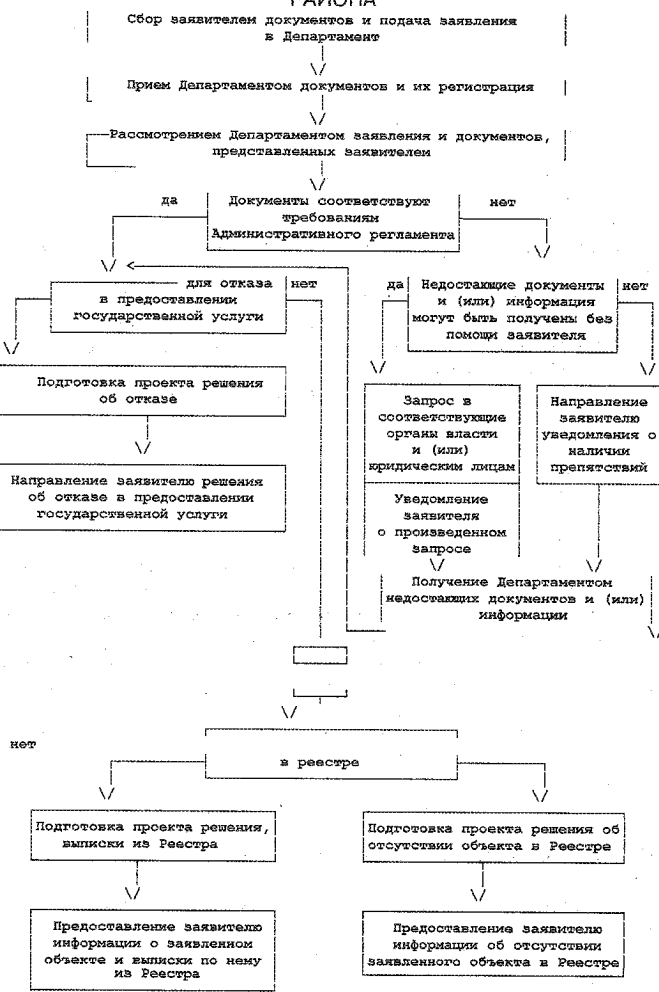 РАЙОНА
Сбор заявителем документов и подача заявления
в Департамент
Прием Департаментом документов и их регистрация
Рассмотрением Департаментом заявления и документов,
представленных заявителем
да
Документы соответствуют
требованиям
Административного регламента
нет
для отказа
в предоставлении
государственной услуги
нет
да
Недостающие документы
и (или) информация
могут быть получены без
помощи заявителя
нет
Подготовка проекта решения
об отказе
Запрос в
соответствующие
органы власти
и (или)
юридическим лицам
Направление
заявителю
уведомления о
наличии
препятствий
Направление заявителю решения
об отказе в предоставлении
государственной услуги
Уведомление
заявителя
о произведенном
запросе
Получение Департаментом
недостающих документов и (или)
информации
нет
в реестре
Подготовка проекта решения,
выписки из Реестра
Подготовка проекта решения об
отсутствии объекта в Реестре
Предоставление заявителю
информации о заявленном
объекте и выписки по нему
из Реестра
Предоставление заявителю
информации об отсутствии
заявленного объекта в Реестре